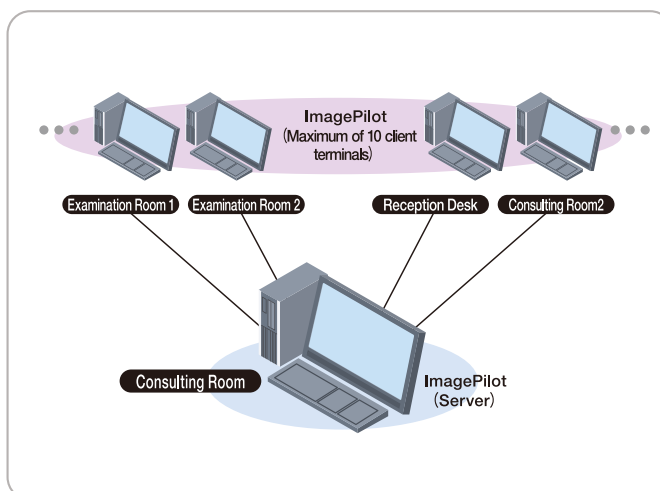 ImagePilot
(Maximum of 10 client
terminals)
Examination Room 1
Examination Room 2
Reception Desk
Consulting Room2
Consulting Room
ImagePilot
(Server)